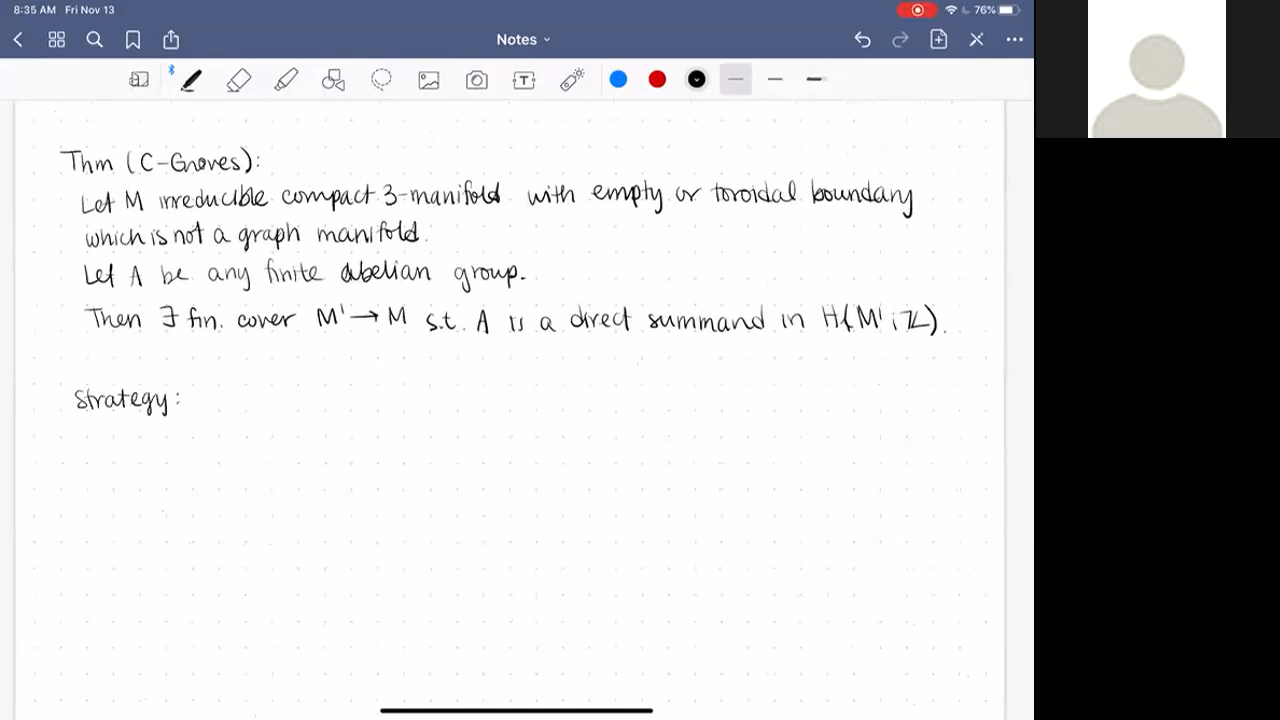 8:35 AM Fri Nov 13
76%
Notes
T
Thm (C-Groves):
Let M irreducible compact 3-manifold with empty or toroidal boundary
which is not a graph manifold.
Let A be any finite abelian group.
Then ∃ fin. cover M' → M s.t. A is a direct summand in H₁(M'; ℤ).
Strategy: